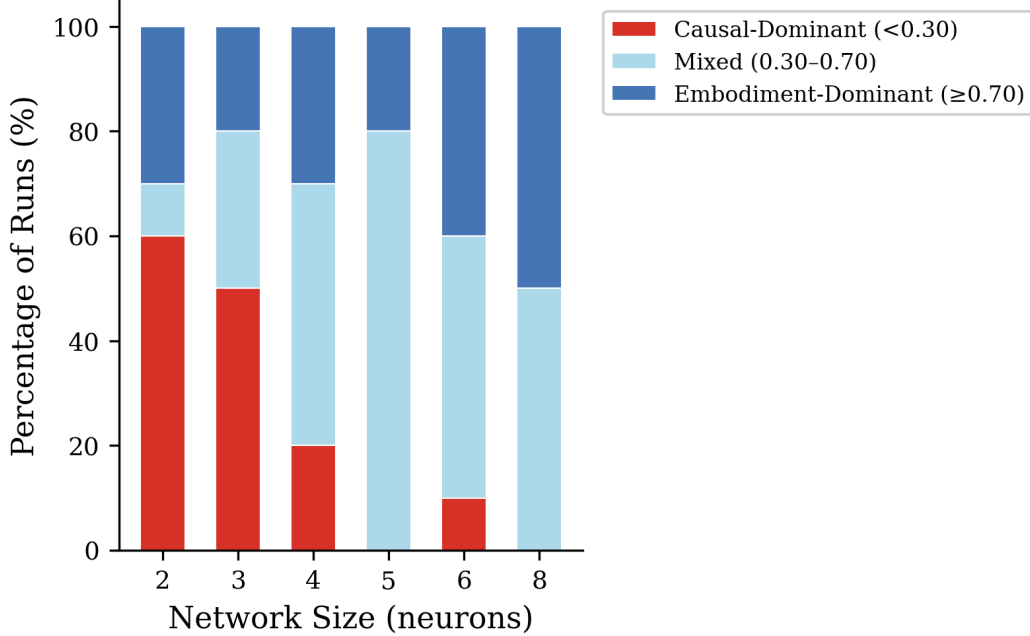 Causal-Dominant (<0.30)
Mixed (0.30–0.70)
Embodiment-Dominant (≥0.70)
Percentage of Runs (%)
100
80
60
40
20
0
2 3 4 5 6 8
Network Size (neurons)